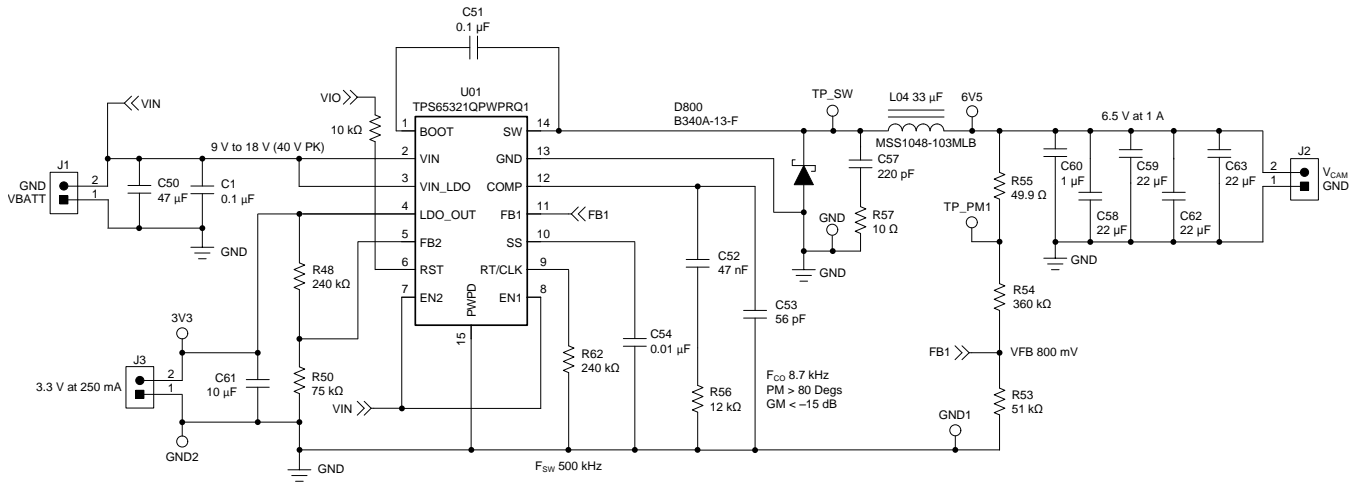 C51
0.1 µF
U01
TPS65321QPWPRQ1
VIN
VIO
10 kΩ
1
BOOT
SW
14
2
VIN
GND
13
3
VIN_LDO
COMP
12
4
LDO_OUT
FB1
11
5
FB2
SS
10
6
RST
RT/CLK
9
7
EN2
EN1
8
PWPD
15
9 V to 18 V (40 V PK)
J1
GND
VBATT
2
1
C50
47 µF
C1
0.1 µF
GND
R48
240 kΩ
3V3
J3
3.3 V at 250 mA
2
1
C61
10 µF
R50
75 kΩ
GND2
GND
VIN
FB1
D800
B340A-13-F
TP_SW
L04 33 µF
MSS1048-103MLB
6V5
6.5 V at 1 A
C57
220 pF
R57
10 Ω
GND
GND
C52
47 nF
C53
56 pF
C54
0.01 µF
R62
240 kΩ
R56
12 kΩ
FCO 8.7 kHz
PM > 80 Degs
GM < –15 dB
FSW 500 kHz
R55
49.9 Ω
TP_PM1
R54
360 kΩ
FB1
VFB 800 mV
R53
51 kΩ
GND1
C60
1 µF
C58
22 µF
C59
22 µF
C62
22 µF
C63
22 µF
GND
J2
2
1
VCAM
GND